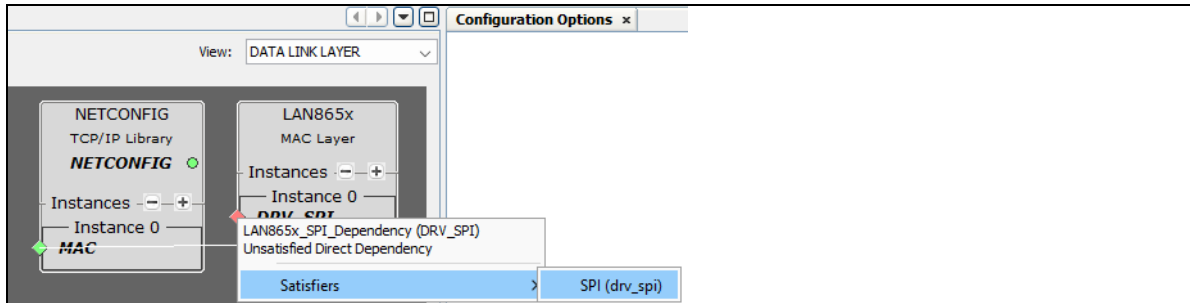 Configuration Options ×
View: DATA LINK LAYER
NETCONFIG
TCP/IP Library
NETCONFIG
Instances
Instance 0
MAC
LAN865x
MAC Layer
Instances
Instance 0
DRV_SPI
LAN865x_SPI_Dependency (DRV_SPI)
Unsatisfied Direct Dependency
Satisfiers
SPI (drv_spi)